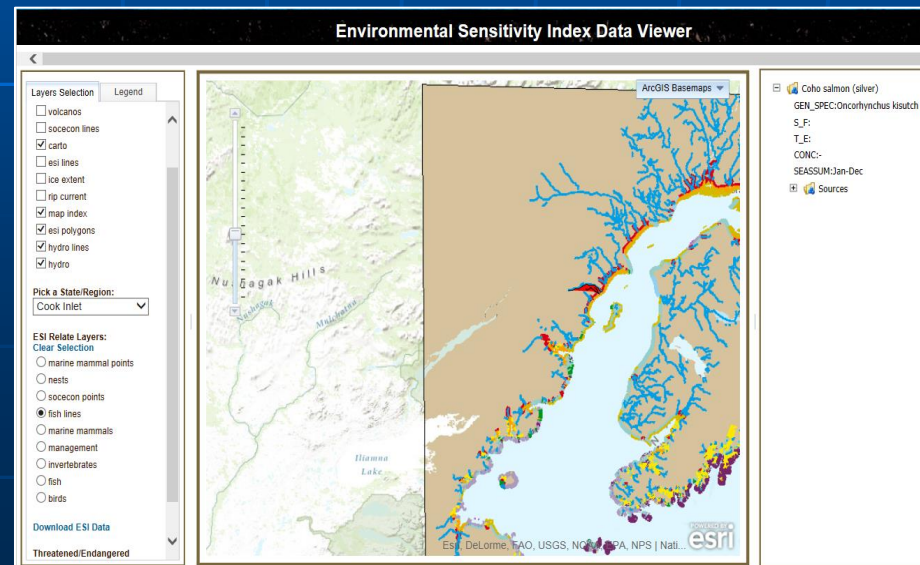 Environmental Sensitivity Index Data Viewer
Layers Selection
Legend
volcanos
socecon lines
carto
esi lines
ice extent
rip current
map index
esi polygons
hydro lines
hydro
Pick a State/Region:
Cook Inlet
ESI Relate Layers:
Clear Selection
marine mammal points
nests
socecon points
fish lines
marine mammals
management
invertebrates
fish
birds
Download ESI Data
Threatened/Endangered
ArcGIS Basemaps
Hills
Nushagak
Mulchatna
Iliamna
Lake
Esri, DeLorme, FAO, USGS, NOAA, EPA, NPS | Nati...
POWERED BY
esri
Coho salmon (silver)
GEN_SPEC:Oncorhynchus kisutch
S_F:
T_E:
CONC:-
SEASSUM:Jan-Dec
Sources